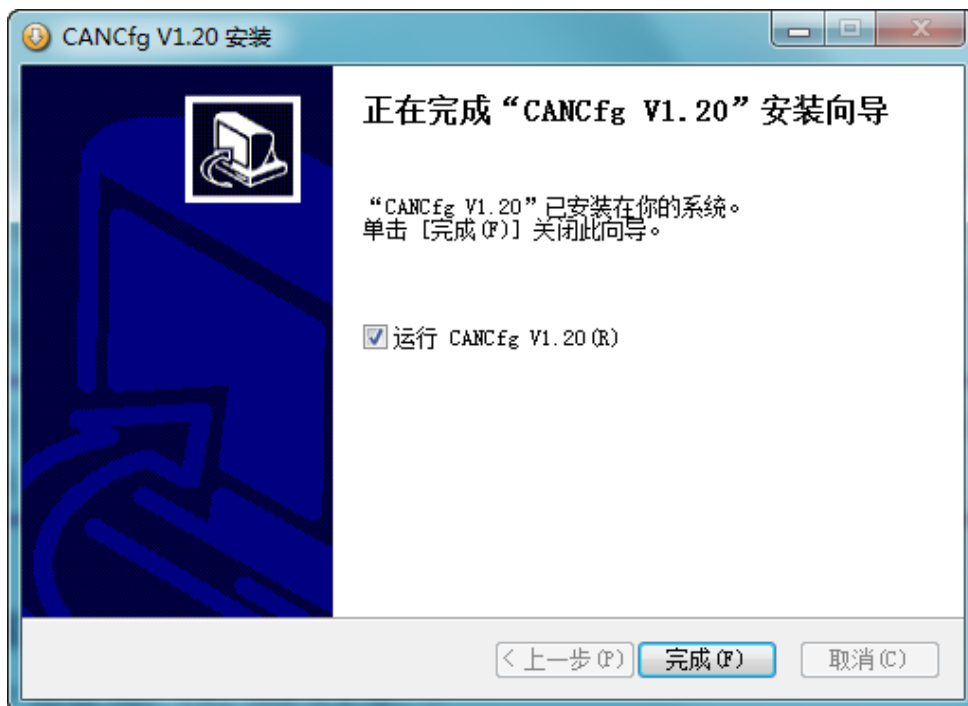 CANCfg V1.20 安装
正在完成“CANCfg V1.20”安装向导
“CANCfg V1.20”已安装在你的系统。
单击 [完成(F)] 关闭此向导。
运行 CANCfg V1.20(R)
< 上一步(P)
完成(F)
取消(C)